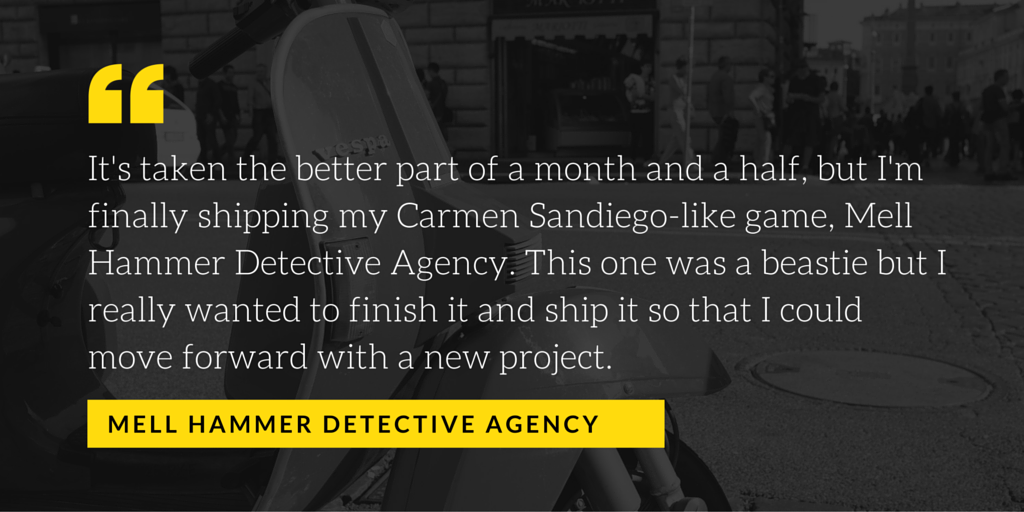 “
It's taken the better part of a month and a half, but I'm
finally shipping my Carmen Sandiego-like game, Mell
Hammer Detective Agency. This one was a beastie but I
really wanted to finish it and ship it so that I could
move forward with a new project.
MELL HAMMER DETECTIVE AGENCY
vespa